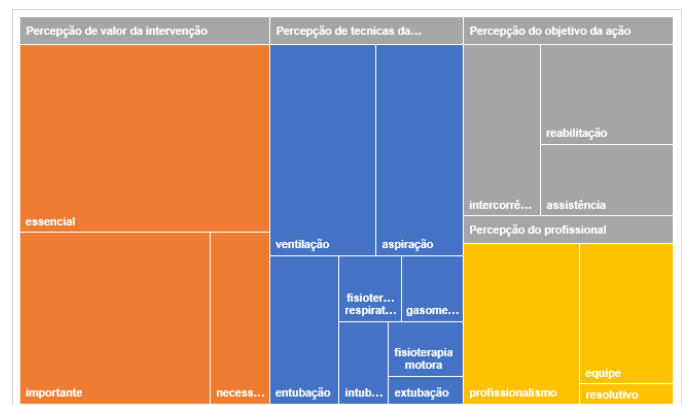 Percepção de valor da intervenção
essencial
importante
necess...
Percepção de tecnicas da...
ventilação
aspiração
entubação
fisioter...
respirat...
gasome...
intub...
fisioterapia
motora
extubação
Percepção do objetivo da ação
intercorrê...
reabilitação
assistência
Percepção do profissional
profissionalismo
equipe
resolutivo